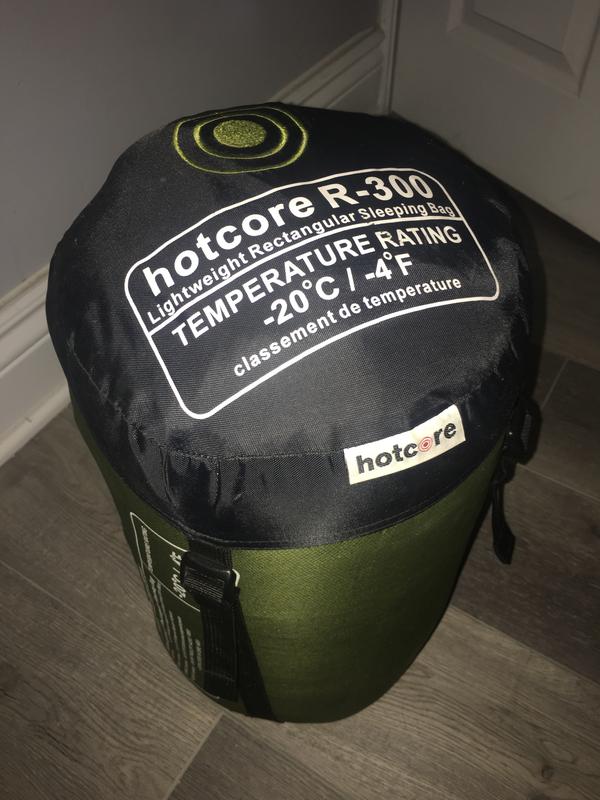 hotcore R-300
Lightweight Rectangular Sleeping Bag
TEMPERATURE RATING
-20°C / -4°F
classement de temperature
hotcore